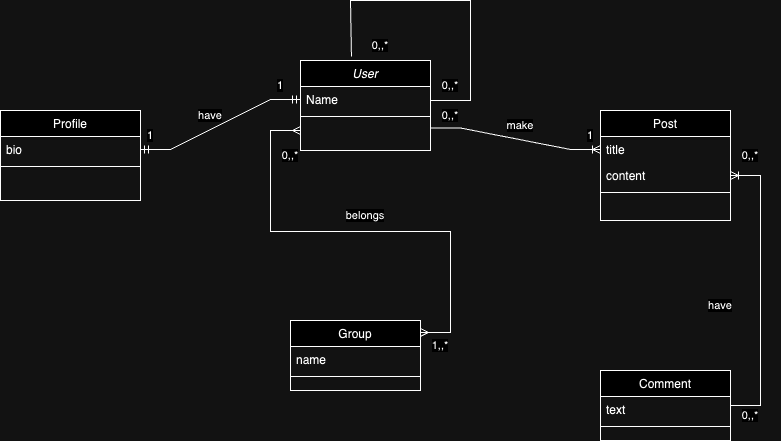 0,,*
User
1
0,,*
Name
have
0,,*
Profile
1
make
1
Post
bio
title
0,,*
0,,*
content
belongs
have
Group
1,,*
name
Comment
text
0,,*